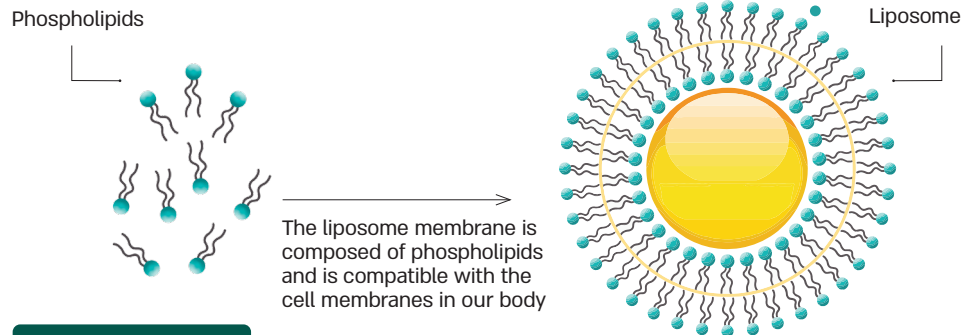 Phospholipids
Liposome
The liposome membrane is
composed of phospholipids
and is compatible with the
cell membranes in our body